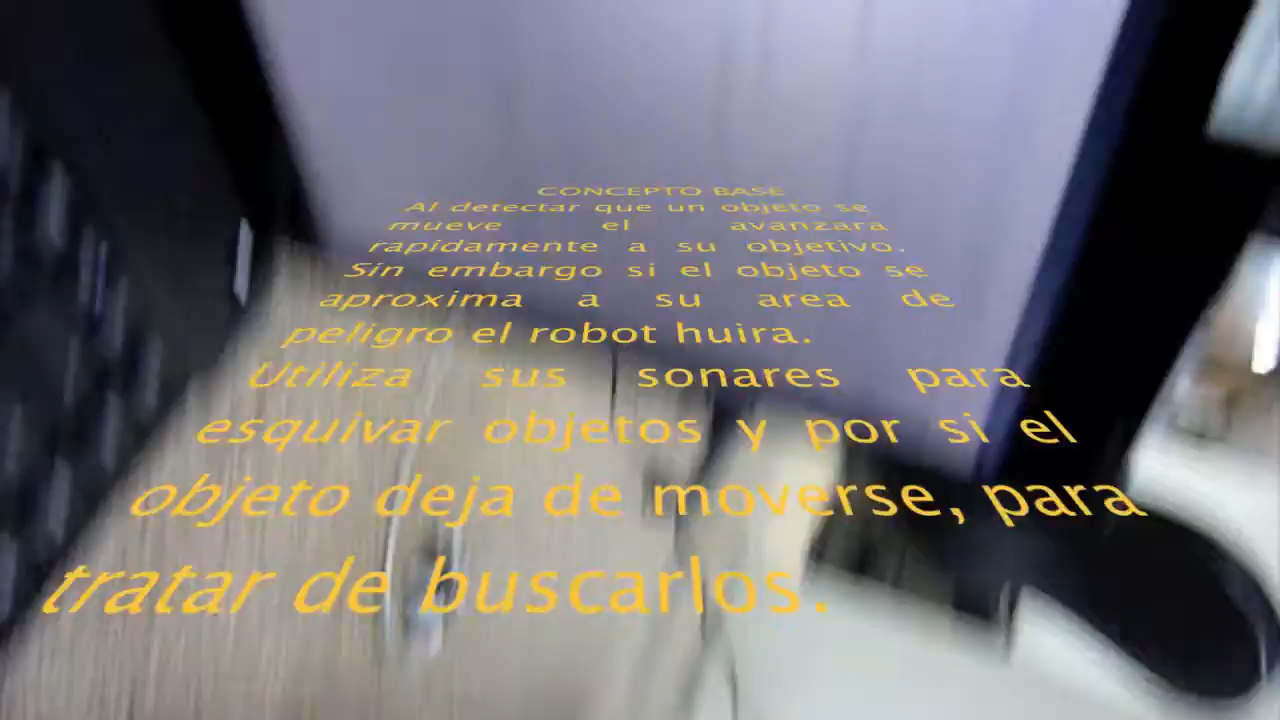 CONCEPTO BASE
Al detectar que un objeto se
mueve el avanzara
rapidamente a su objetivo.
Sin embargo si el objeto se
aproxima a su area de
peligro el robot huira.
Utiliza sus sonares para
esquivar objetos y por si el
objeto deja de moverse, para
tratar de buscarlos.